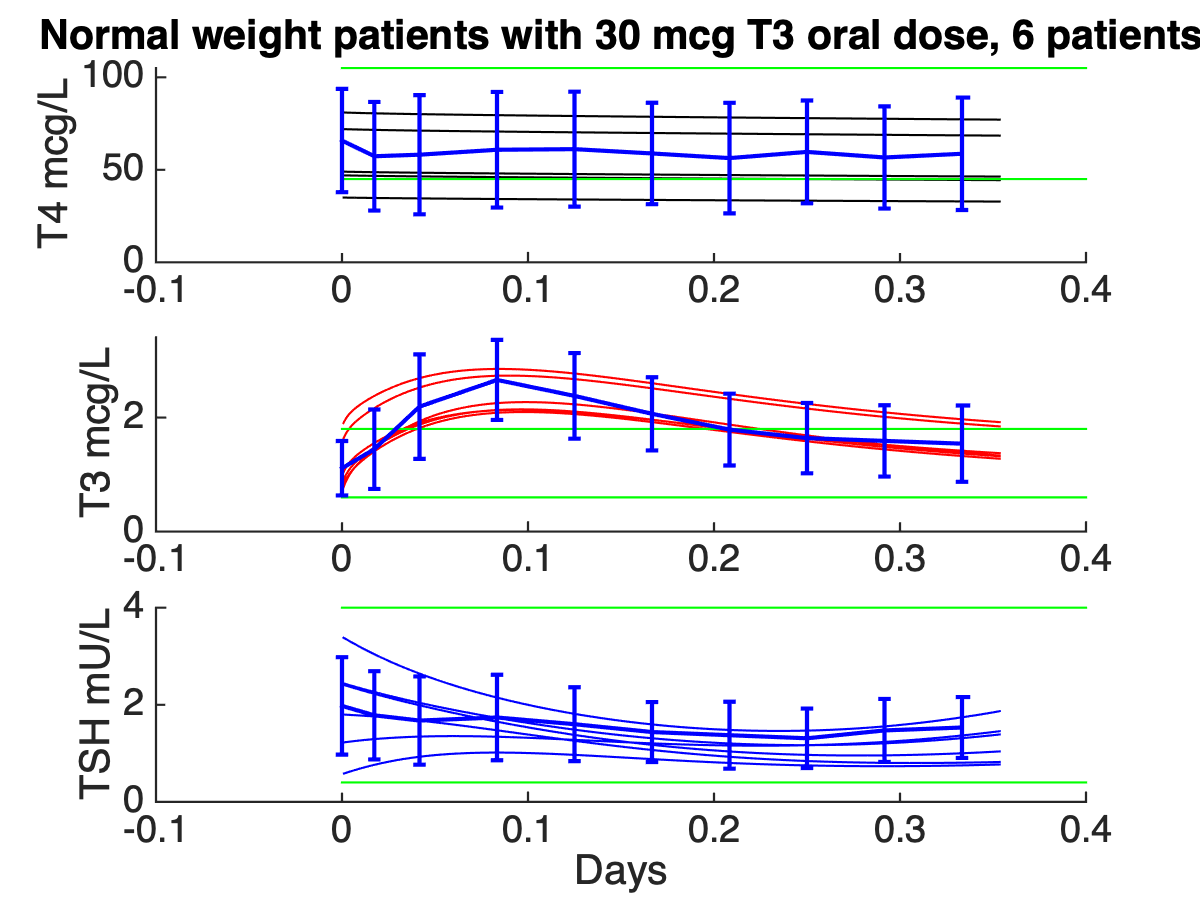 Normal weight patients with 30 mcg T3 oral dose, 6 patients
T4 mcg/L
100
50
0
-0.1 0 0.1 0.2 0.3 0.4
T3 mcg/L
2
0
-0.1 0 0.1 0.2 0.3 0.4
TSH mU/L
4
2
0
-0.1 0 0.1 0.2 0.3 0.4
Days